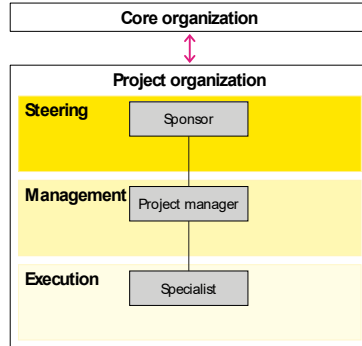 Core organization
Project organization
Steering
Sponsor
Management
Project manager
Execution
Specialist